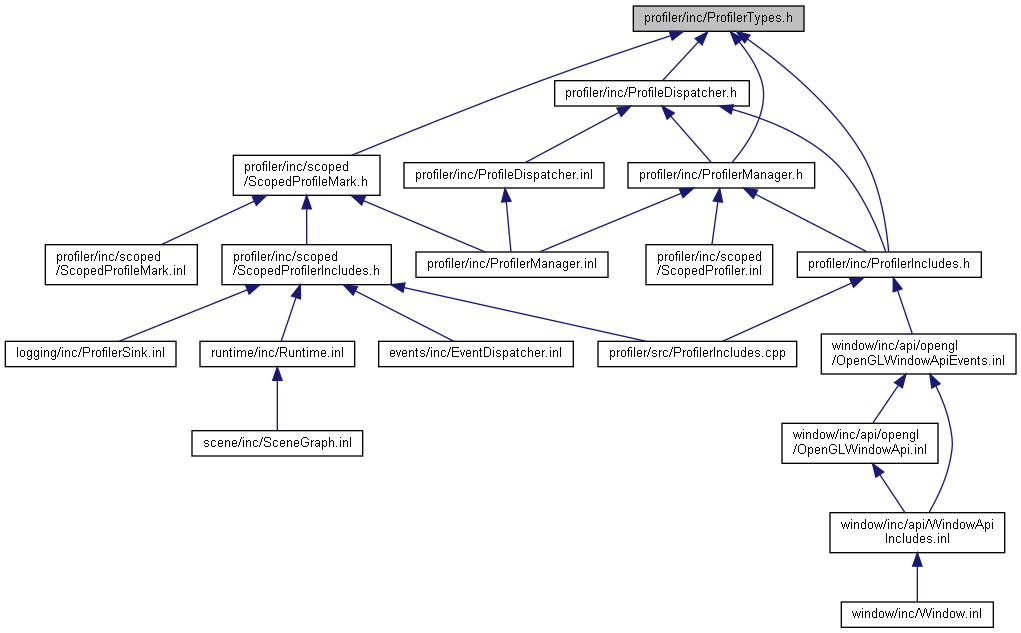 profiler/inc/ProfilerTypes.h
profiler/inc/ProfileDispatcher.h
profiler/inc/scoped
/ScopedProfileMark.h
profiler/inc/ProfileDispatcher.inl
profiler/inc/ProfilerManager.h
profiler/inc/scoped
/ScopedProfileMark.inl
profiler/inc/scoped
/ScopedProfilerIncludes.h
profiler/inc/ProfilerManager.inl
profiler/inc/scoped
/ScopedProfiler.inl
profiler/inc/ProfilerIncludes.h
logging/inc/ProfilerSink.inl
runtime/inc/Runtime.inl
events/inc/EventDispatcher.inl
profiler/src/ProfilerIncludes.cpp
window/inc/api/opengl
/OpenGLWindowApiEvents.inl
scene/inc/SceneGraph.inl
window/inc/api/opengl
/OpenGLWindowApi.inl
window/inc/api/WindowApi
Includes.inl
window/inc/Window.inl